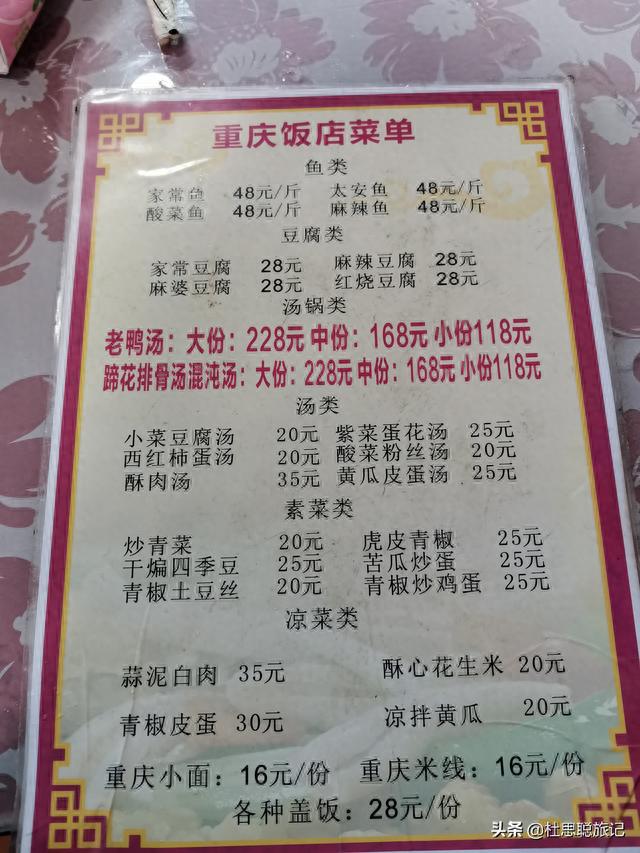 重庆饭店菜单
鱼类
家常鱼 48元/斤 太安鱼 48元/斤
酸菜鱼 48元/斤 麻辣鱼 48元/斤
豆腐类
家常豆腐 28元 麻辣豆腐 28元
麻婆豆腐 28元 红烧豆腐 28元
汤锅类
老鸭汤：大份：228元 中份：168元 小份118元
蹄花排骨汤混沌汤：大份：228元 中份：168元 小份118元
汤类
小菜豆腐汤 20元 紫菜蛋花汤 25元
西红柿蛋汤 20元 酸菜粉丝汤 20元
酥肉汤 35元 黄瓜皮蛋汤 25元
素菜类
炒青菜 20元 虎皮青椒 25元
干煸四季豆 25元 苦瓜炒蛋 25元
青椒土豆丝 20元 青椒炒鸡蛋 25元
凉菜类
蒜泥白肉 35元 酥心花生米 20元
青椒皮蛋 30元 凉拌黄瓜 20元
重庆小面：16元/份 重庆米线：16元/份
各种盖饭：28元/份
头条 @杜思聪旅记